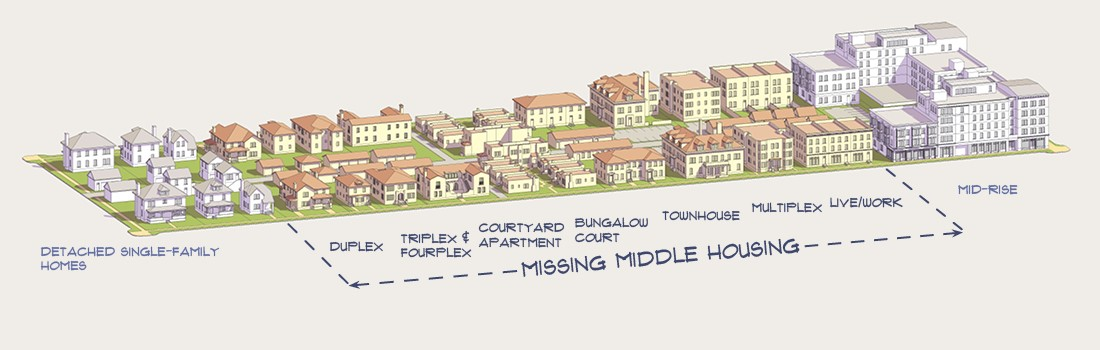 DETACHED SINGLE-FAMILY
HOMES
DUPLEX
TRIPLEX &
FOURPLEX
COURTYARD
APARTMENT
BUNGALOW
COURT
TOWNHOUSE
MULTIPLEX
LIVE/WORK
MID-RISE
MISSING MIDDLE HOUSING